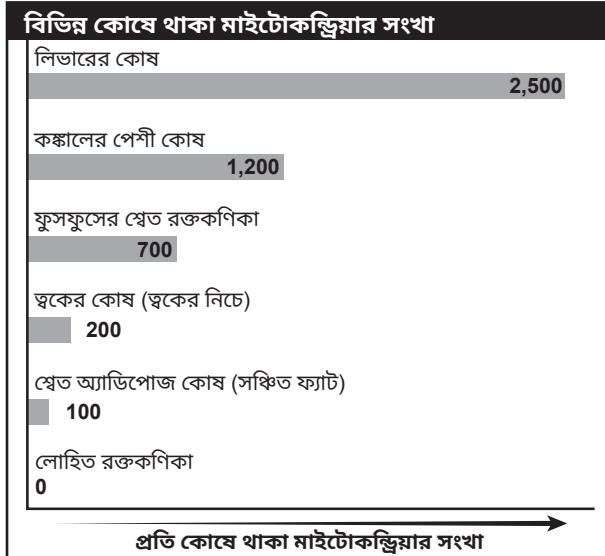 বিভিন্ন কোষে থাকা মাইটোকন্ড্রিয়ার সংখা
লিভারের কোষ
2,500
কঙ্কালের পেশী কোষ
1,200
ফুসফুসের শ্বেত রক্তকণিকা
700
ত্বকের কোষ (ত্বকের নিচে)
200
শ্বেত অ্যাডিপোজ কোষ (সঞ্চিত ফ্যাট)
100
লোহিত রক্তকণিকা
0
প্রতি কোষে থাকা মাইটোকন্ড্রিয়ার সংখা